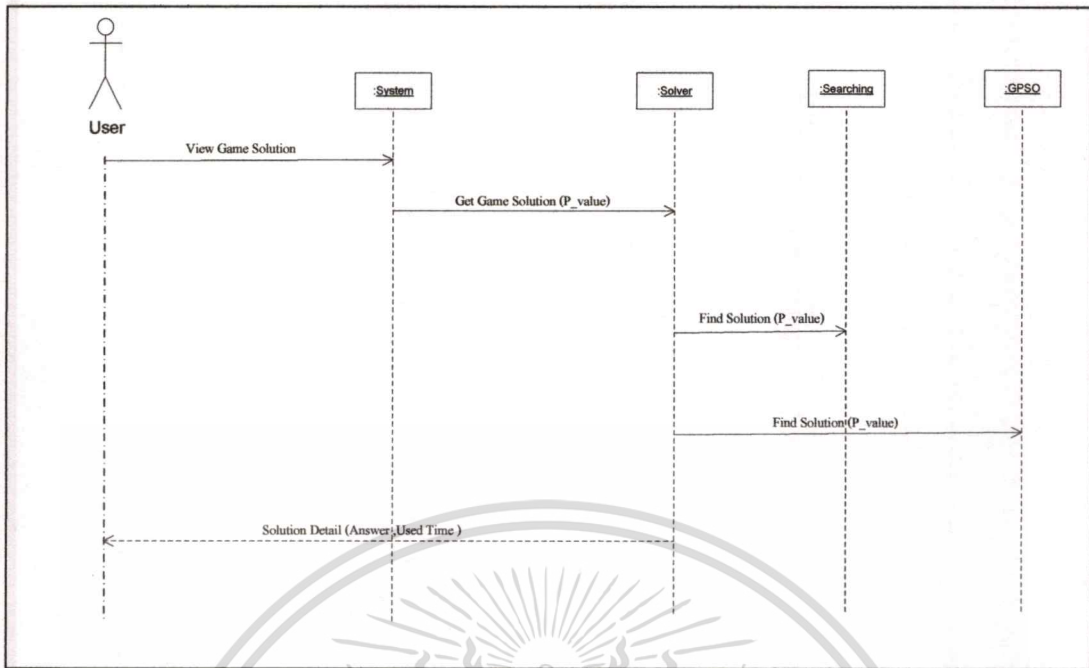 :System
:Solver
:Searching
:GPSO
User
View Game Solution
Get Game Solution (P_value)
Find Solution (P_value)
Find Solution (P_value)
Solution Detail (Answer ,Used Time )